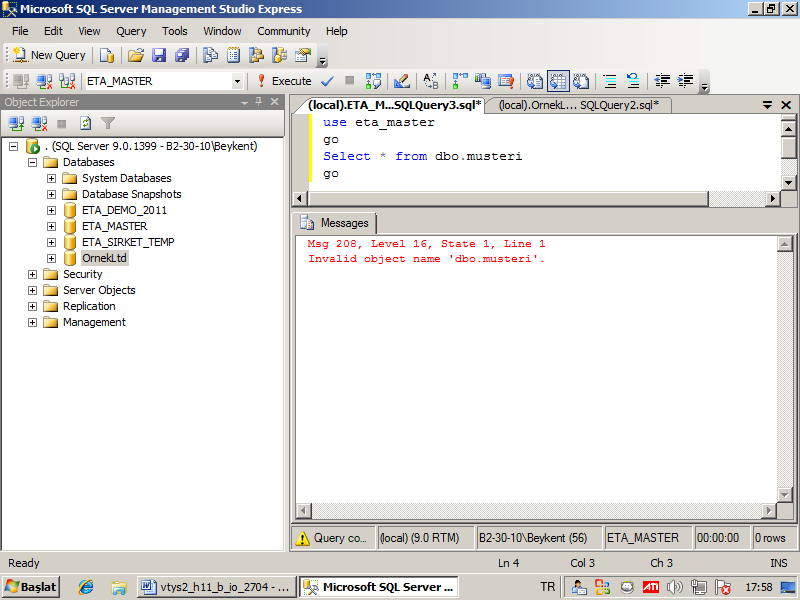 Microsoft SQL Server Management Studio Express
File Edit View Query Tools Window Community Help
New Query
ETA_MASTER Execute
Object Explorer
(local).ETA_M...SQLQuery3.sql* (local).OrnekL... SQLQuery2.sql*
. (SQL Server 9.0.1399 - B2-30-10\Beykent)
Databases
System Databases
Database Snapshots
ETA_DEMO_2011
ETA_MASTER
ETA_SIRKET_TEMP
OrnekLtd
Security
Server Objects
Replication
Management
use eta_master
go
Select * from dbo.musteri
go
Messages
Msg 208, Level 16, State 1, Line 1
Invalid object name 'dbo.musteri'.
Query co... (local) (9.0 RTM) B2-30-10\Beykent (56) ETA_MASTER 00:00:00 0 rows
Ready Ln 4 Col 3 Ch 3 INS
Başlat vtys2_h11_b_io_2704 - ... Microsoft SQL Server ... TR ATI 17:58